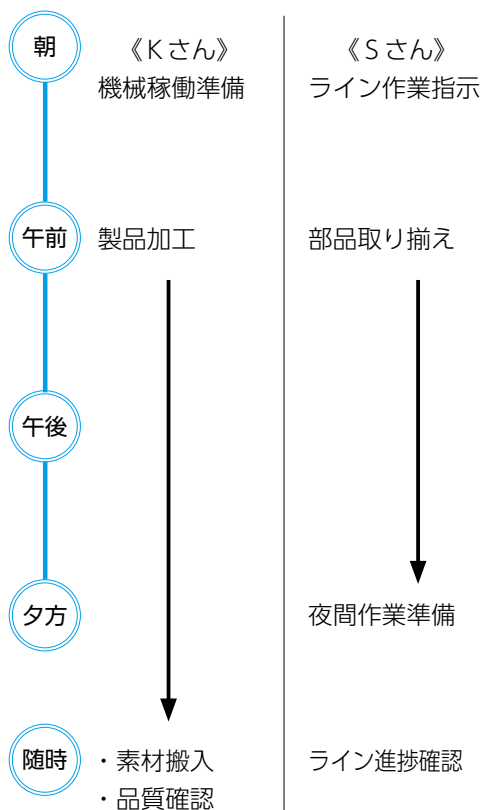 朝
《Kさん》
《Sさん》
機械稼働準備
ライン作業指示
午前
製品加工
部品取り揃え
午後
夕方
夜間作業準備
随時
・素材搬入
ライン進捗確認
・品質確認